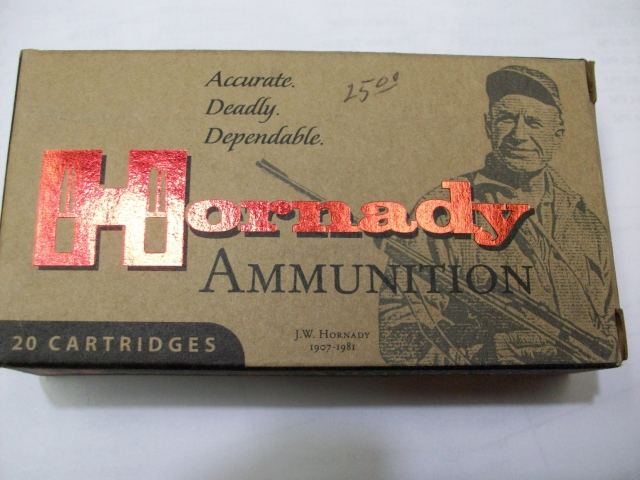 Accurate.
25.00
Deadly.
Dependable.
Hornady
AMMUNITION
J.W. HORNADY
1907-1981
20 CARTRIDGES